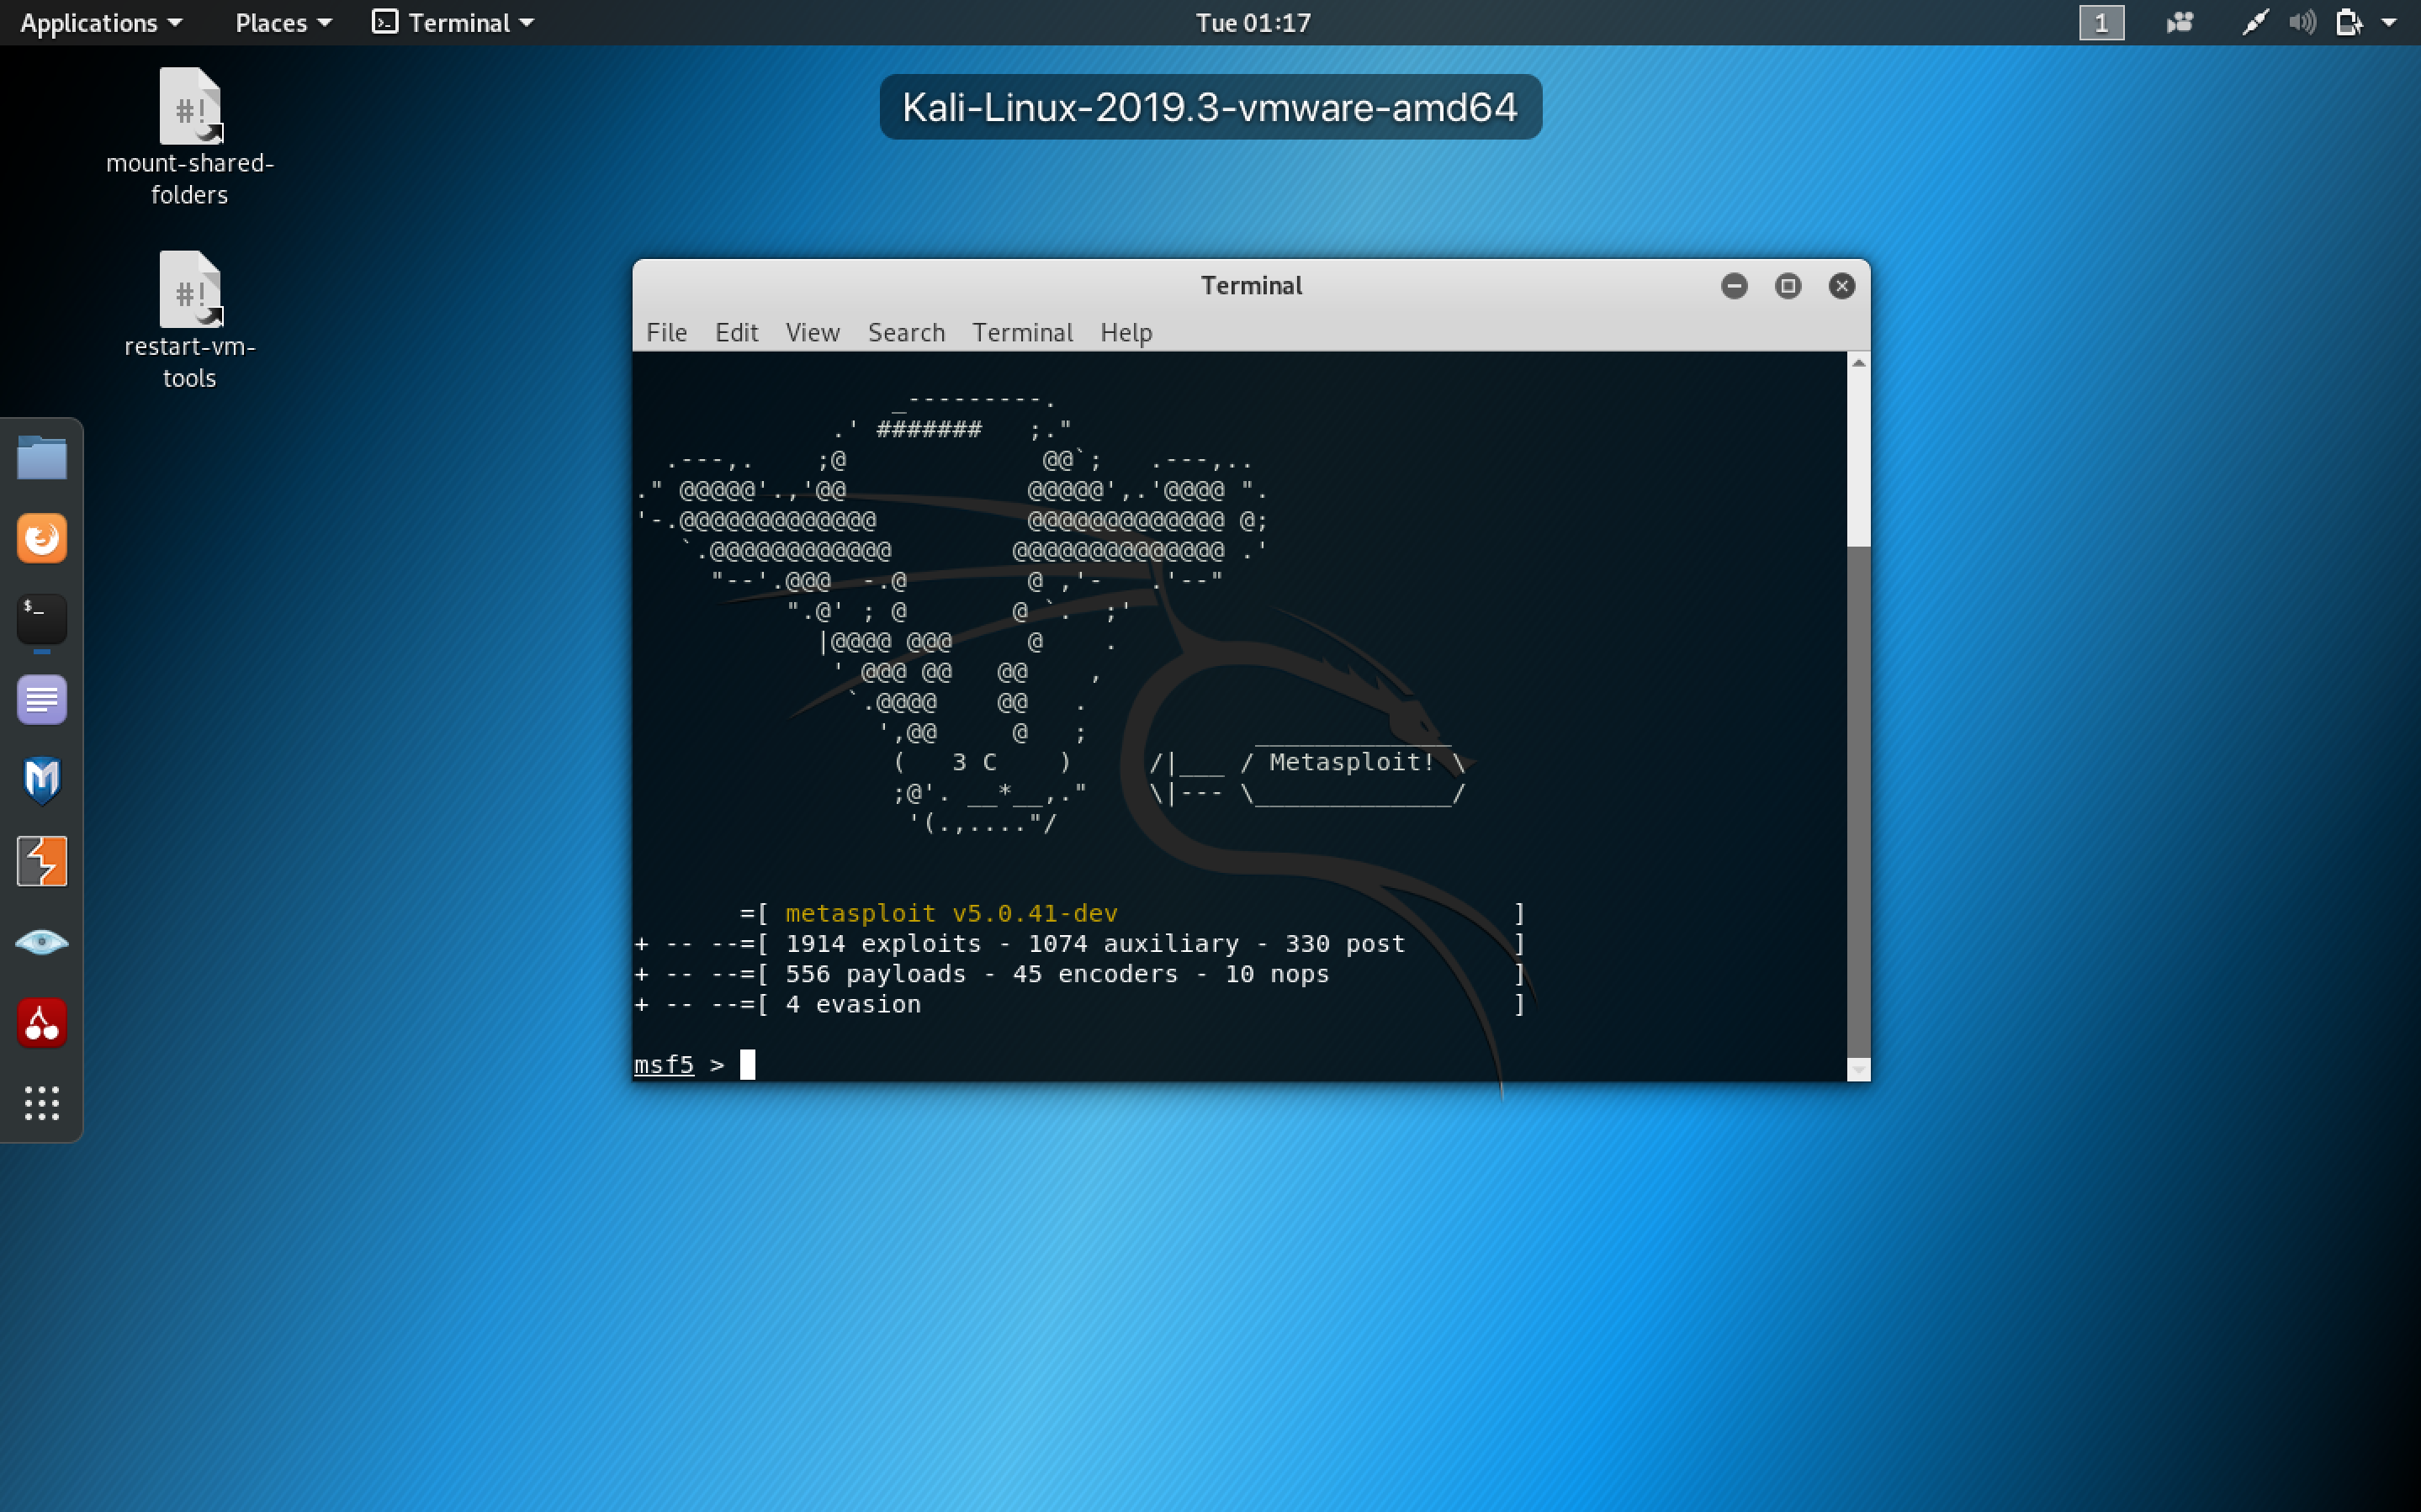 Applications Places Terminal Tue 01:17 1
Kali-Linux-2019.3-vmware-amd64
mount-shared-
folders
restart-vm-
tools
Terminal
File Edit View Search Terminal Help
$_
                 _---------.
             .' #######   ;."
  .---,.    ;@             @@`;   .---,..
." @@@@@'.,'@@            @@@@@',.'@@@@ ".
'-.@@@@@@@@@@@@@          @@@@@@@@@@@@@ @;
   `.@@@@@@@@@@@@        @@@@@@@@@@@@@@ .'
     "--'.@@@  -.@        @ ,'-   .'--"
          ".@' ; @       @ `.  ;'
            |@@@@ @@@     @    .
             ' @@@ @@   @@    ,
              `.@@@@    @@   .
                ',@@     @   ;           _____________
                 (   3 C    )     /|___ / Metasploit! \
                 ;@'. __*__,."    \|--- \_____________/
                  '(.,...."/
       =[ metasploit v5.0.41-dev                          ]
+ -- --=[ 1914 exploits - 1074 auxiliary - 330 post       ]
+ -- --=[ 556 payloads - 45 encoders - 10 nops            ]
+ -- --=[ 4 evasion                                       ]
msf5 >